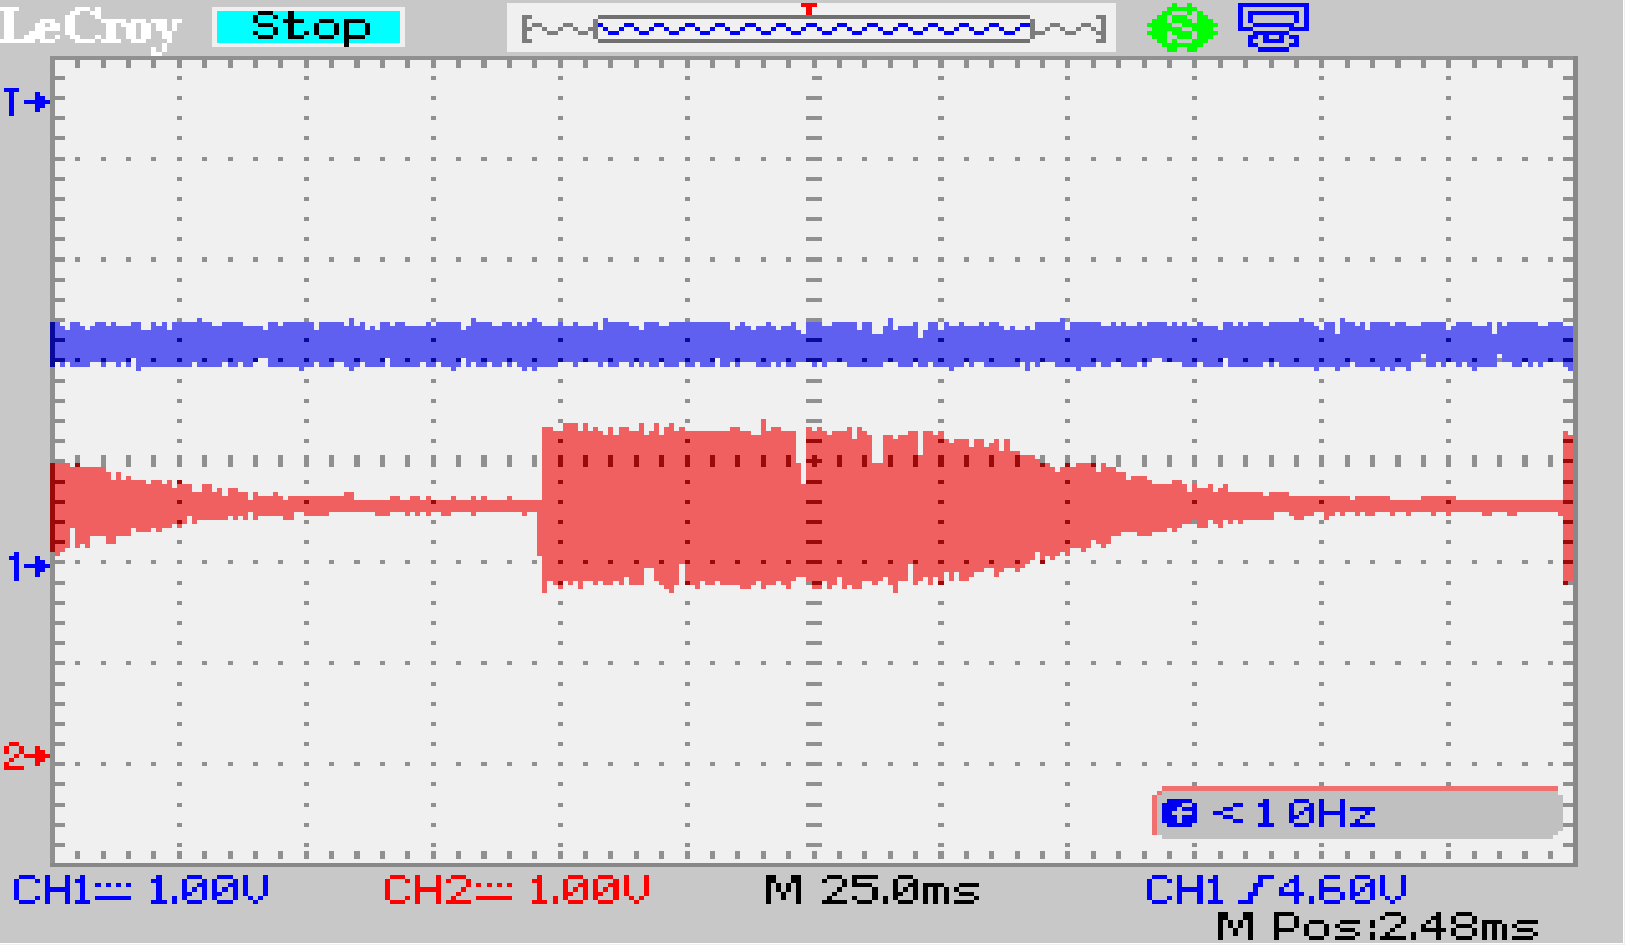 LeCroy Stop
T
1
2
f <10Hz
CH1 1.00V CH2 1.00V M 25.0ms CH1 4.60V
M Pos:2.48ms